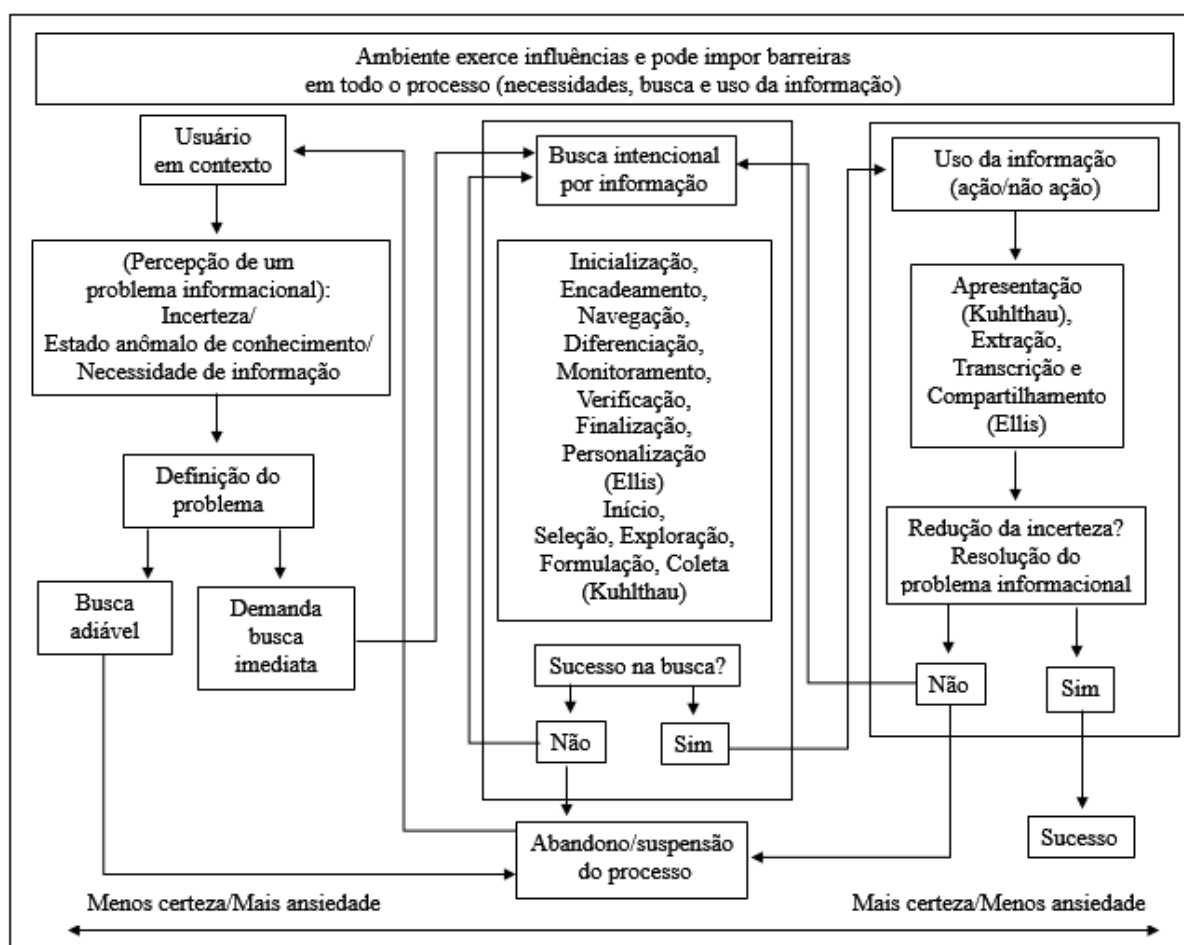 Ambiente exerce influências e pode impor barreiras
em todo o processo (necessidades, busca e uso da informação)
Usuário
em contexto
(Percepção de um
problema informacional):
Incerteza/
Estado anômalo de conhecimento/
Necessidade de informação
Definição do
problema
Busca
adiável
Demanda
busca
imediata
Busca intencional
por informação
Inicialização,
Encadeamento,
Navegação,
Diferenciação,
Monitoramento,
Verificação,
Finalização,
Personalização
(Ellis)
Início,
Seleção, Exploração,
Formulação, Coleta
(Kuhlthau)
Sucesso na busca?
Não
Sim
Uso da informação
(ação/não ação)
Apresentação
(Kuhlthau),
Extração,
Transcrição e
Compartilhamento
(Ellis)
Redução da incerteza?
Resolução do
problema informacional
Não
Sim
Sucesso
Abandono/suspensão
do processo
Menos certeza/Mais ansiedade
Mais certeza/Menos ansiedade